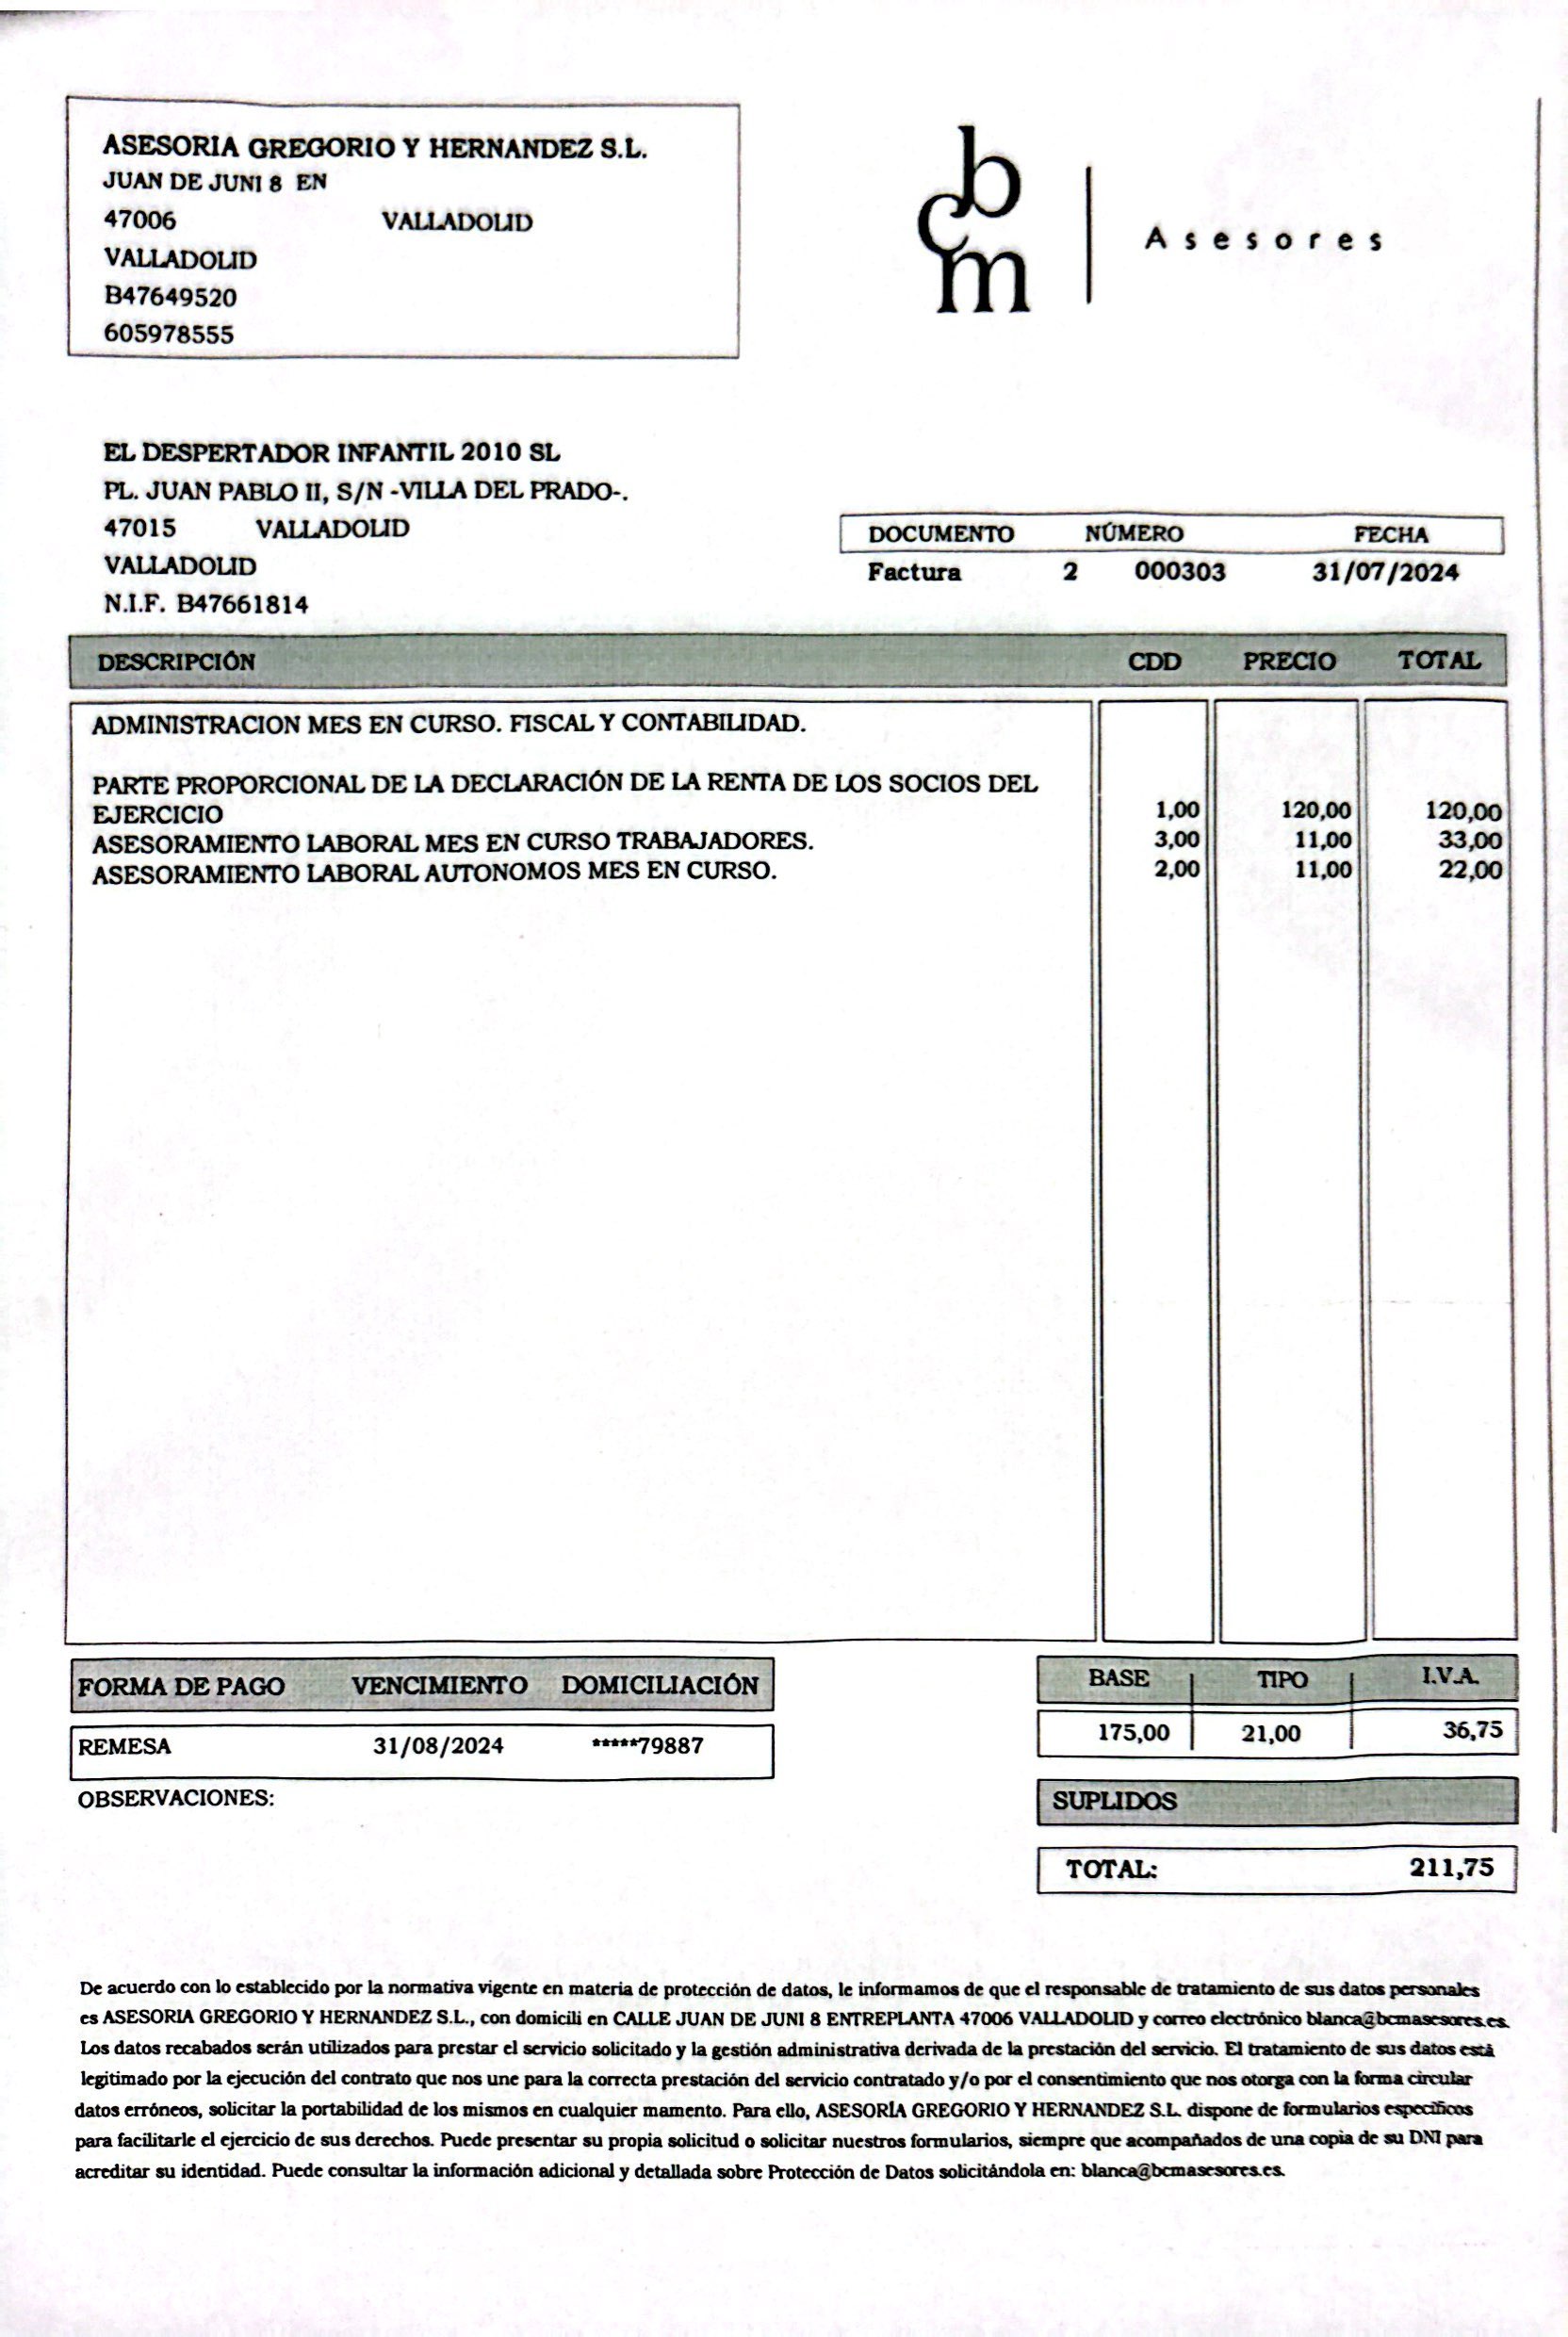 ASESORIA GREGORIO Y HERNANDEZ S.L.
JUAN DE JUNI 8 EN
47006 VALLADOLID
VALLADOLID
B47649520
605978555
bcm Asesores
EL DESPERTADOR INFANTIL 2010 SL
PL. JUAN PABLO II, S/N -VILLA DEL PRADO-.
47015 VALLADOLID
VALLADOLID
N.I.F. B47661814
DOCUMENTO NÚMERO FECHA
Factura 2 000303 31/07/2024
DESCRIPCIÓN CDD PRECIO TOTAL
ADMINISTRACION MES EN CURSO. FISCAL Y CONTABILIDAD.
PARTE PROPORCIONAL DE LA DECLARACIÓN DE LA RENTA DE LOS SOCIOS DEL
EJERCICIO 1,00 120,00 120,00
ASESORAMIENTO LABORAL MES EN CURSO TRABAJADORES. 3,00 11,00 33,00
ASESORAMIENTO LABORAL AUTONOMOS MES EN CURSO. 2,00 11,00 22,00
FORMA DE PAGO VENCIMIENTO DOMICILIACIÓN
REMESA 31/08/2024 *****79887
OBSERVACIONES:
BASE TIPO I.V.A.
175,00 21,00 36,75
SUPLIDOS
TOTAL: 211,75
De acuerdo con lo establecido por la normativa vigente en materia de protección de datos, le informamos de que el responsable de tratamiento de sus datos personales
es ASESORIA GREGORIO Y HERNANDEZ S.L., con domicili en CALLE JUAN DE JUNI 8 ENTREPLANTA 47006 VALLADOLID y correo electrónico blanca@bcmasesores.es.
Los datos recabados serán utilizados para prestar el servicio solicitado y la gestión administrativa derivada de la prestación del servicio. El tratamiento de sus datos está
legitimado por la ejecución del contrato que nos une para la correcta prestación del servicio contratado y/o por el consentimiento que nos otorga con la forma circular
datos erróneos, solicitar la portabilidad de los mismos en cualquier mamento. Para ello, ASESORÍA GREGORIO Y HERNANDEZ S.L. dispone de formularios específicos
para facilitarle el ejercicio de sus derechos. Puede presentar su propia solicitud o solicitar nuestros formularios, siempre que acompañados de una copia de su DNI para
acreditar su identidad. Puede consultar la información adicional y detallada sobre Protección de Datos solicitándola en: blanca@bcmasesores.es.